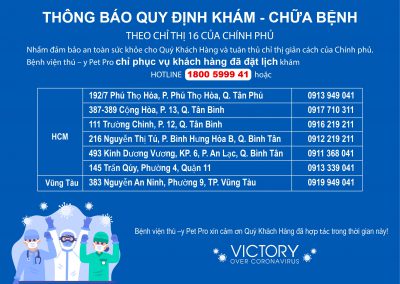 THÔNG BÁO QUY ĐỊNH KHÁM - CHỮA BỆNH
THEO CHỈ THỊ 16 CỦA CHÍNH PHỦ
Nhằm đảm bảo an toàn sức khỏe cho Quý Khách Hàng và tuân thủ chỉ thị giãn cách của Chính phủ,
Bệnh viện thú – y Pet Pro chỉ phục vụ khách hàng đã đặt lịch khám
HOTLINE 1800 5999 41 hoặc
HCM
192/7 Phú Thọ Hòa, P. Phú Thọ Hòa, Q. Tân Phú 0913 949 041
387-389 Cộng Hòa, P. 13, Q. Tân Bình 0917 710 311
111 Trường Chinh, P. 12, Q. Tân Bình 0916 219 211
216 Nguyễn Thị Tú, P. Bình Hưng Hòa B, Q. Bình Tân 0912 219 211
493 Kinh Dương Vương, KP. 6, P. An Lạc, Q. Bình Tân 0911 368 041
145 Trần Qúy, Phường 4, Quận 11 0913 339 041
Vũng Tàu 383 Nguyễn An Ninh, Phường 9, TP. Vũng Tàu 0919 949 041
Bệnh viện thú –y Pet Pro xin cảm ơn Quý Khách Hàng đã hợp tác trong thời gian này!
VICTORY
OVER CORONAVIRUS